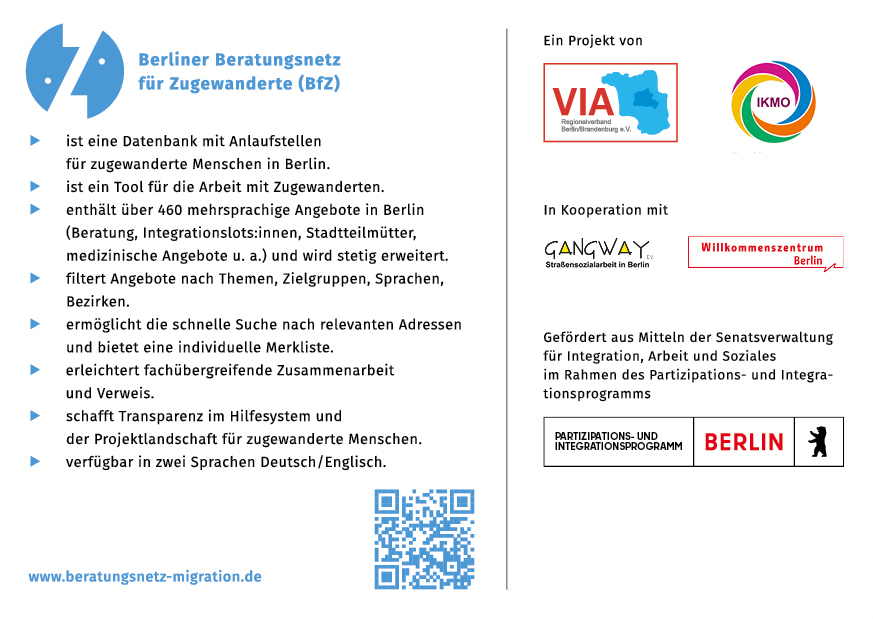 Berliner Beratungsnetz
für Zugewanderte (BfZ)
ist eine Datenbank mit Anlaufstellen
für zugewanderte Menschen in Berlin.
ist ein Tool für die Arbeit mit Zugewanderten.
enthält über 460 mehrsprachige Angebote in Berlin
(Beratung, Integrationslots:innen, Stadtteilmütter,
medizinische Angebote u. a.) und wird stetig erweitert.
filtert Angebote nach Themen, Zielgruppen, Sprachen,
Bezirken.
ermöglicht die schnelle Suche nach relevanten Adressen
und bietet eine individuelle Merkliste.
erleichtert fachübergreifende Zusammenarbeit
und Verweis.
schafft Transparenz im Hilfesystem und
der Projektlandschaft für zugewanderte Menschen.
verfügbar in zwei Sprachen Deutsch/Englisch.
www.beratungsnetz-migration.de
Ein Projekt von
VIA
Regionalverband
Berlin/Brandenburg e.V.
IKMO
In Kooperation mit
GANGWAY e.V.
Straßensozialarbeit in Berlin
Willkommenszentrum
Berlin
Gefördert aus Mitteln der Senatsverwaltung
für Integration, Arbeit und Soziales
im Rahmen des Partizipations- und Integra-
tionsprogramms
PARTIZIPATIONS- UND
INTEGRATIONSPROGRAMM
BERLIN